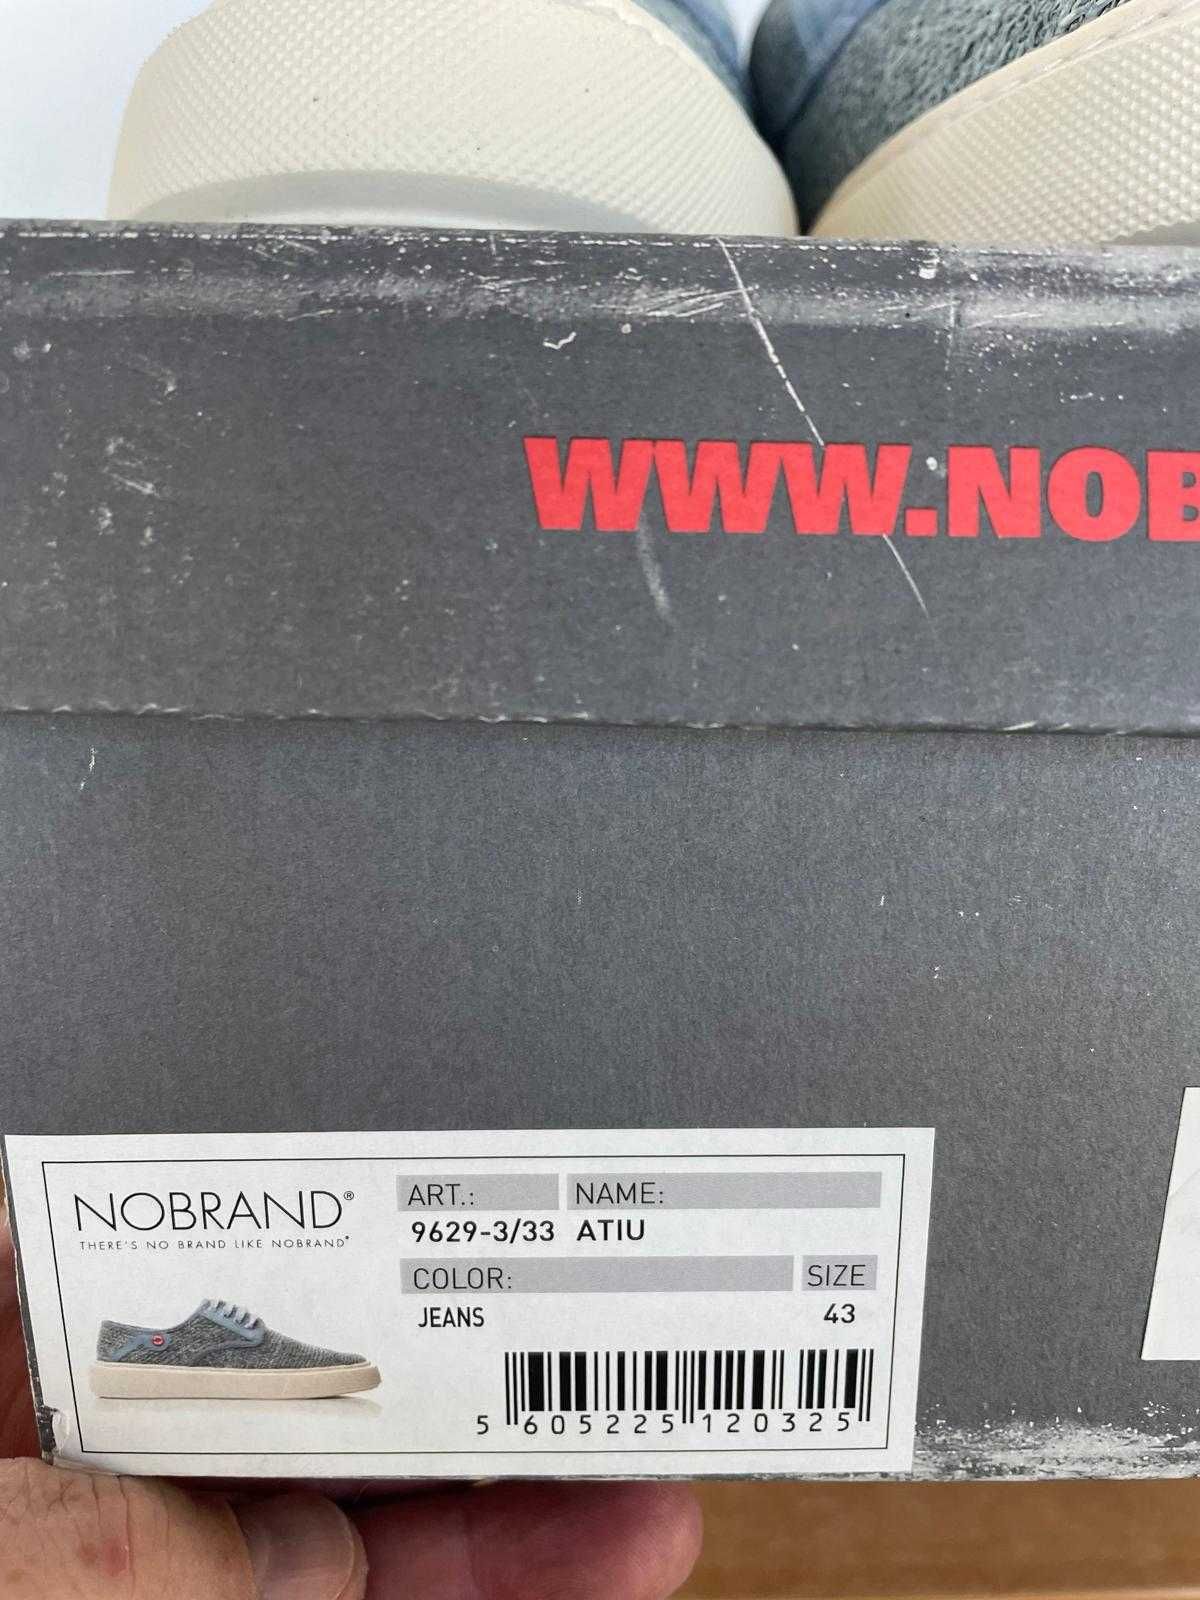 WWW.NOB
NOBRAND®
THERE'S NO BRAND LIKE NOBRAND®
ART.: NAME:
9629-3/33 ATIU
COLOR: SIZE
JEANS 43
5 605225 120325